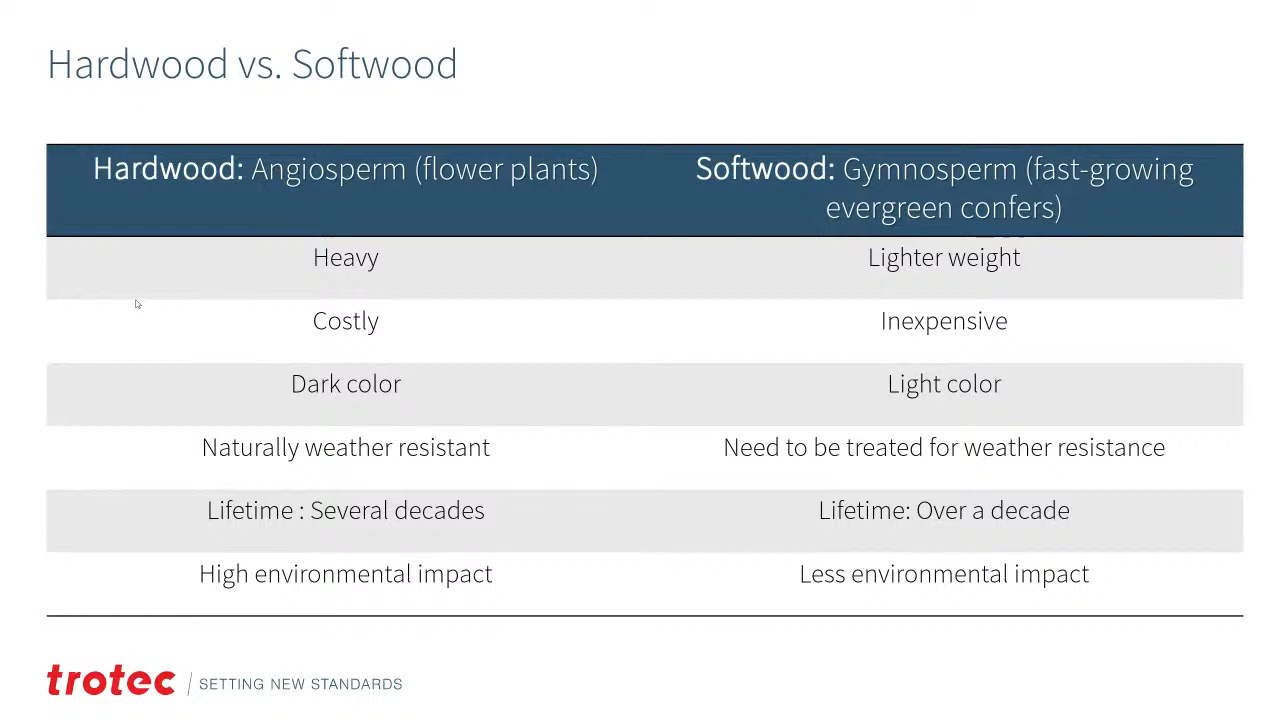 Hardwood vs. Softwood
Hardwood: Angiosperm (flower plants)
Softwood: Gymnosperm (fast-growing
evergreen confers)
Heavy
Lighter weight
Costly
Inexpensive
Dark color
Light color
Naturally weather resistant
Need to be treated for weather resistance
Lifetime : Several decades
Lifetime: Over a decade
High environmental impact
Less environmental impact
trotec / SETTING NEW STANDARDS